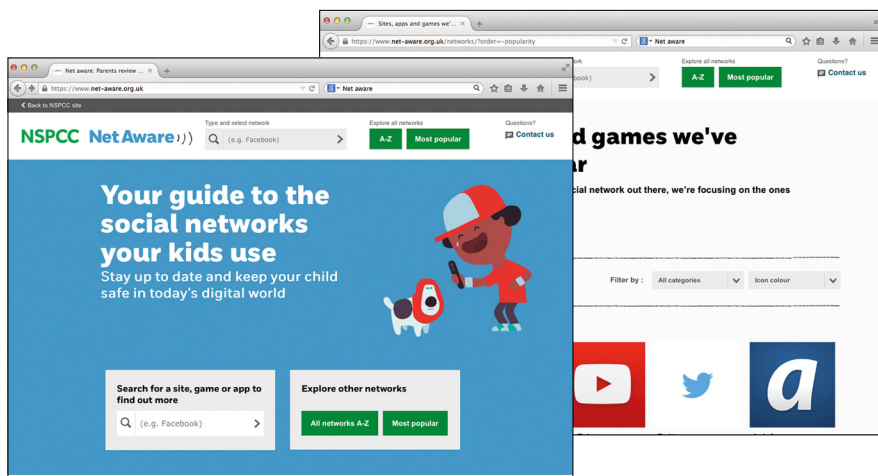 Sites, apps and games we'... ×
https://www.net-aware.org.uk/networks/?order=-popularity
Net aware
Explore all networks
Questions?
A-Z
Most popular
Contact us
d games we've
cial network out there, we're focusing on the ones
Filter by :
All categories
Icon colour
a
Net aware: Parents review ... ×
https://www.net-aware.org.uk
Net aware
Back to NSPCC site
NSPCC Net Aware
Type and select network
(e.g. Facebook)
Explore all networks
A-Z
Most popular
Questions?
Contact us
Your guide to the
social networks
your kids use
Stay up to date and keep your child
safe in today's digital world
Search for a site, game or app to
find out more
(e.g. Facebook)
Explore other networks
All networks A-Z
Most popular